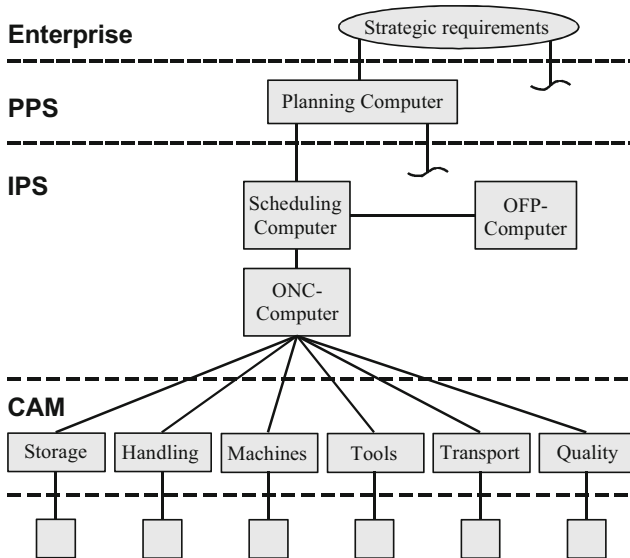 Enterprise
Strategic requirements
PPS
Planning Computer
IPS
Scheduling
Computer
OFP-
Computer
ONC-
Computer
CAM
Storage
Handling
Machines
Tools
Transport
Quality